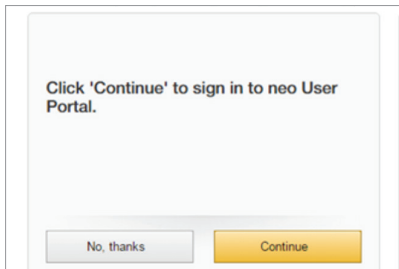 Click 'Continue' to sign in to neo User
Portal.
No, thanks
Continue